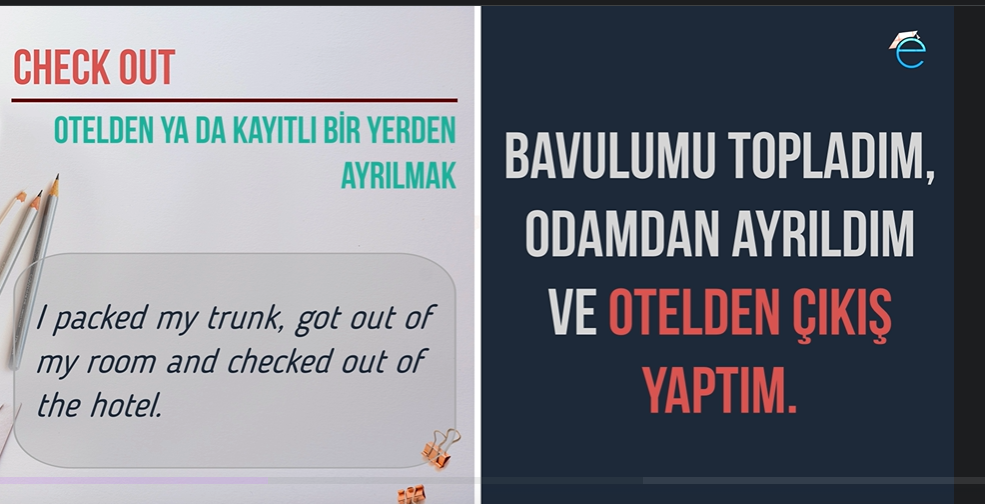 CHECK OUT
OTELDEN YA DA KAYITLI BİR YERDEN
AYRILMAK
I packed my trunk, got out of
my room and checked out of
the hotel.
e
BAVULUMU TOPLADIM,
ODAMDAN AYRILDIM
VE OTELDEN ÇIKIŞ
YAPTIM.